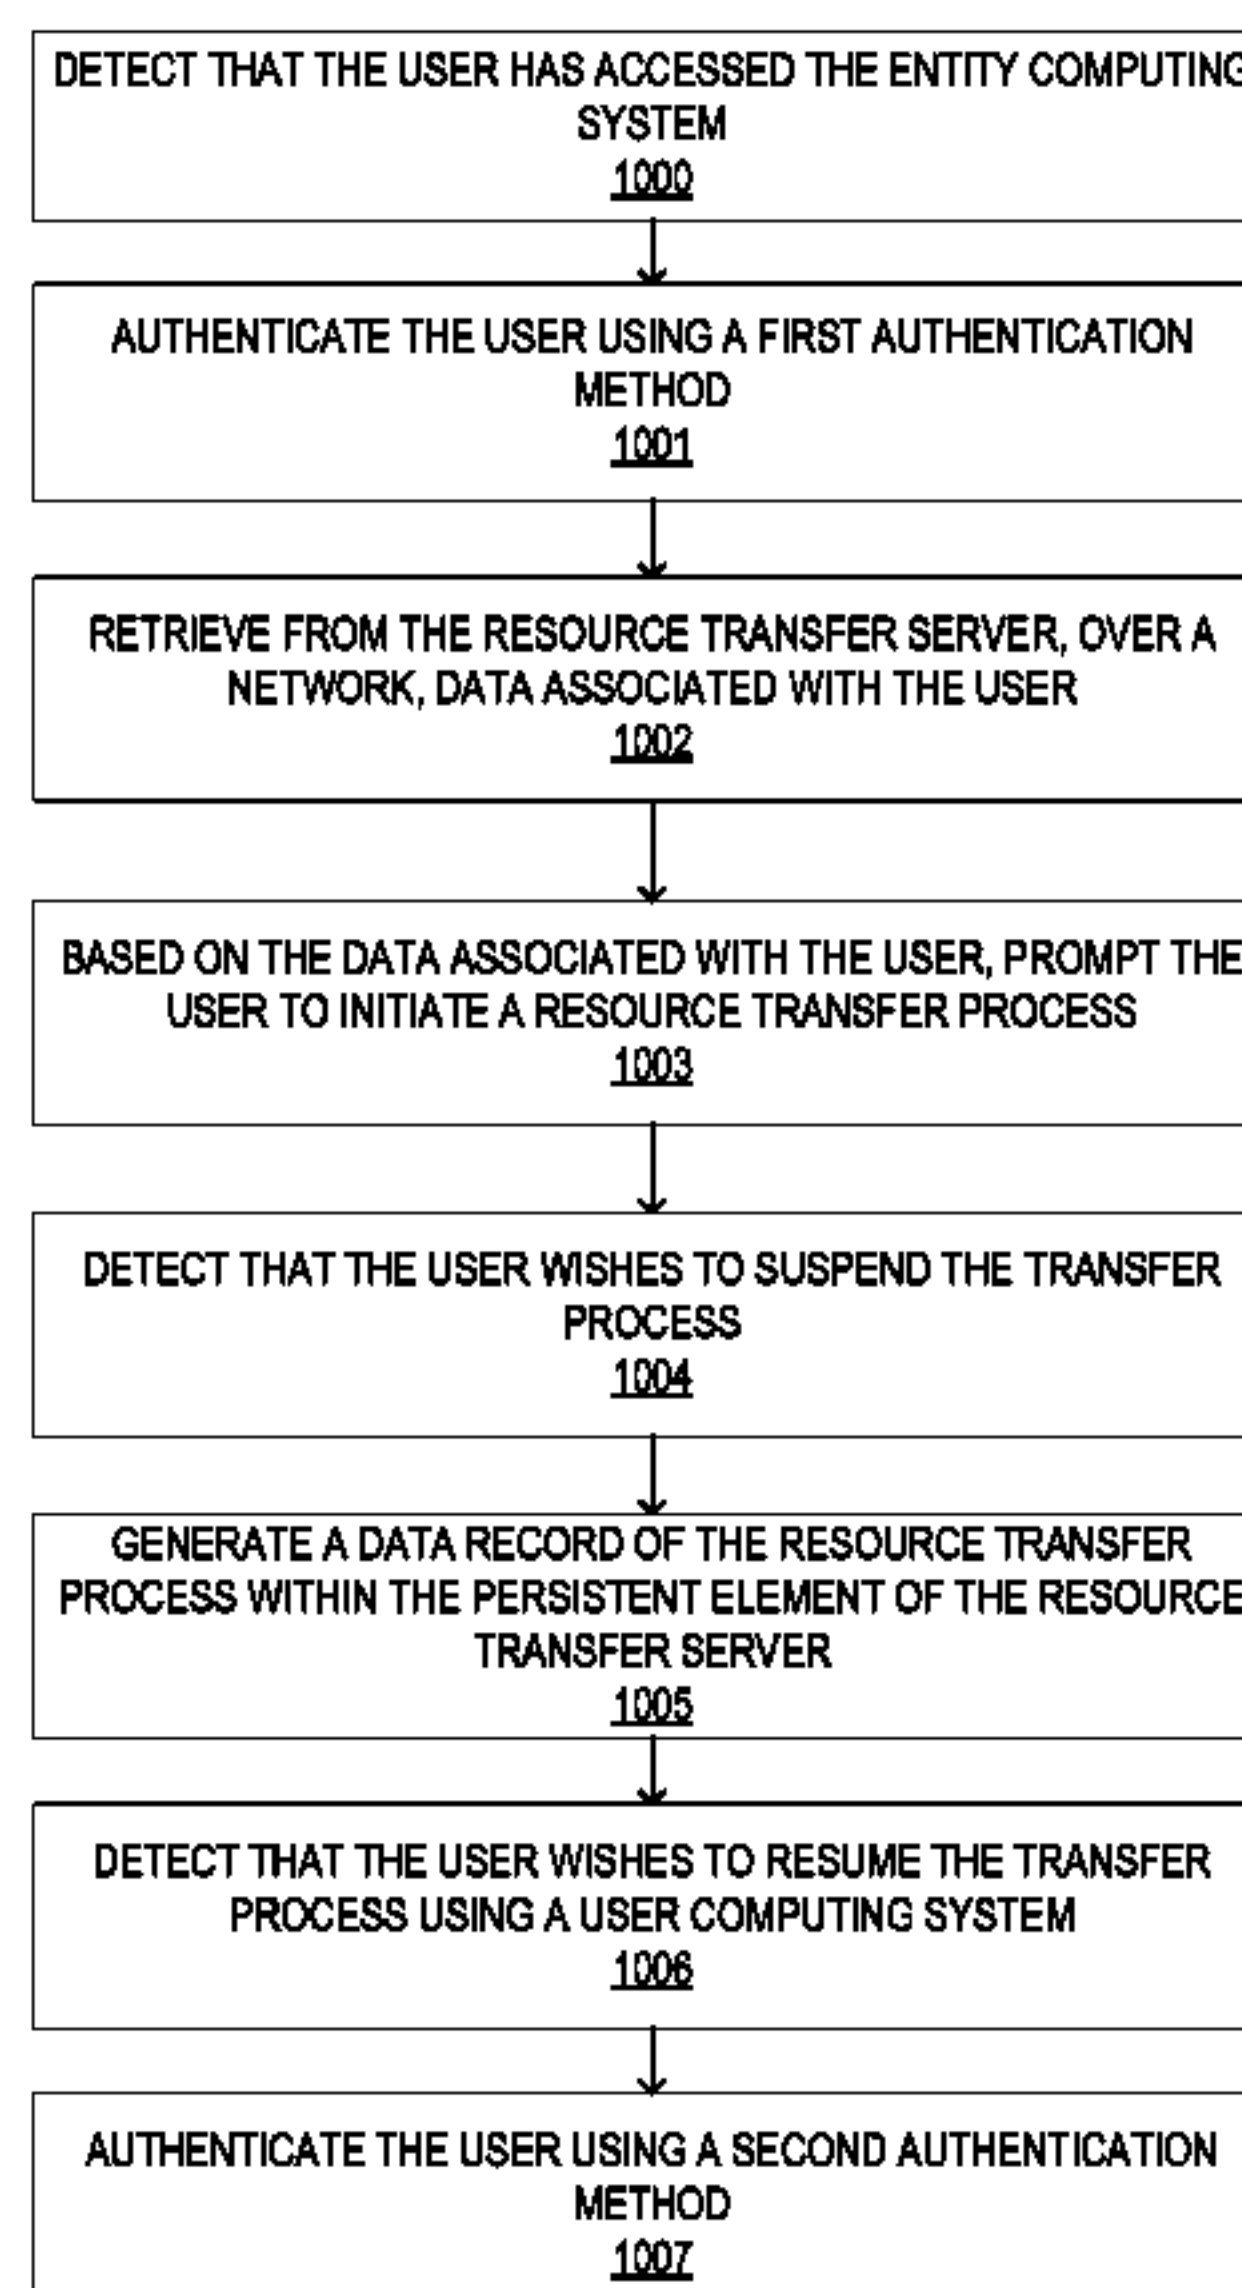 DETECT THAT THE USER HAS ACCESSED THE ENTITY COMPUTING
SYSTEM
1000
AUTHENTICATE THE USER USING A FIRST AUTHENTICATION
METHOD
1001
RETRIEVE FROM THE RESOURCE TRANSFER SERVER, OVER A
NETWORK, DATA ASSOCIATED WITH THE USER
1002
BASED ON THE DATA ASSOCIATED WITH THE USER, PROMPT THE
USER TO INITIATE A RESOURCE TRANSFER PROCESS
1003
DETECT THAT THE USER WISHES TO SUSPEND THE TRANSFER
PROCESS
1004
GENERATE A DATA RECORD OF THE RESOURCE TRANSFER
PROCESS WITHIN THE PERSISTENT ELEMENT OF THE RESOURCE
TRANSFER SERVER
1005
DETECT THAT THE USER WISHES TO RESUME THE TRANSFER
PROCESS USING A USER COMPUTING SYSTEM
1006
AUTHENTICATE THE USER USING A SECOND AUTHENTICATION
METHOD
1007